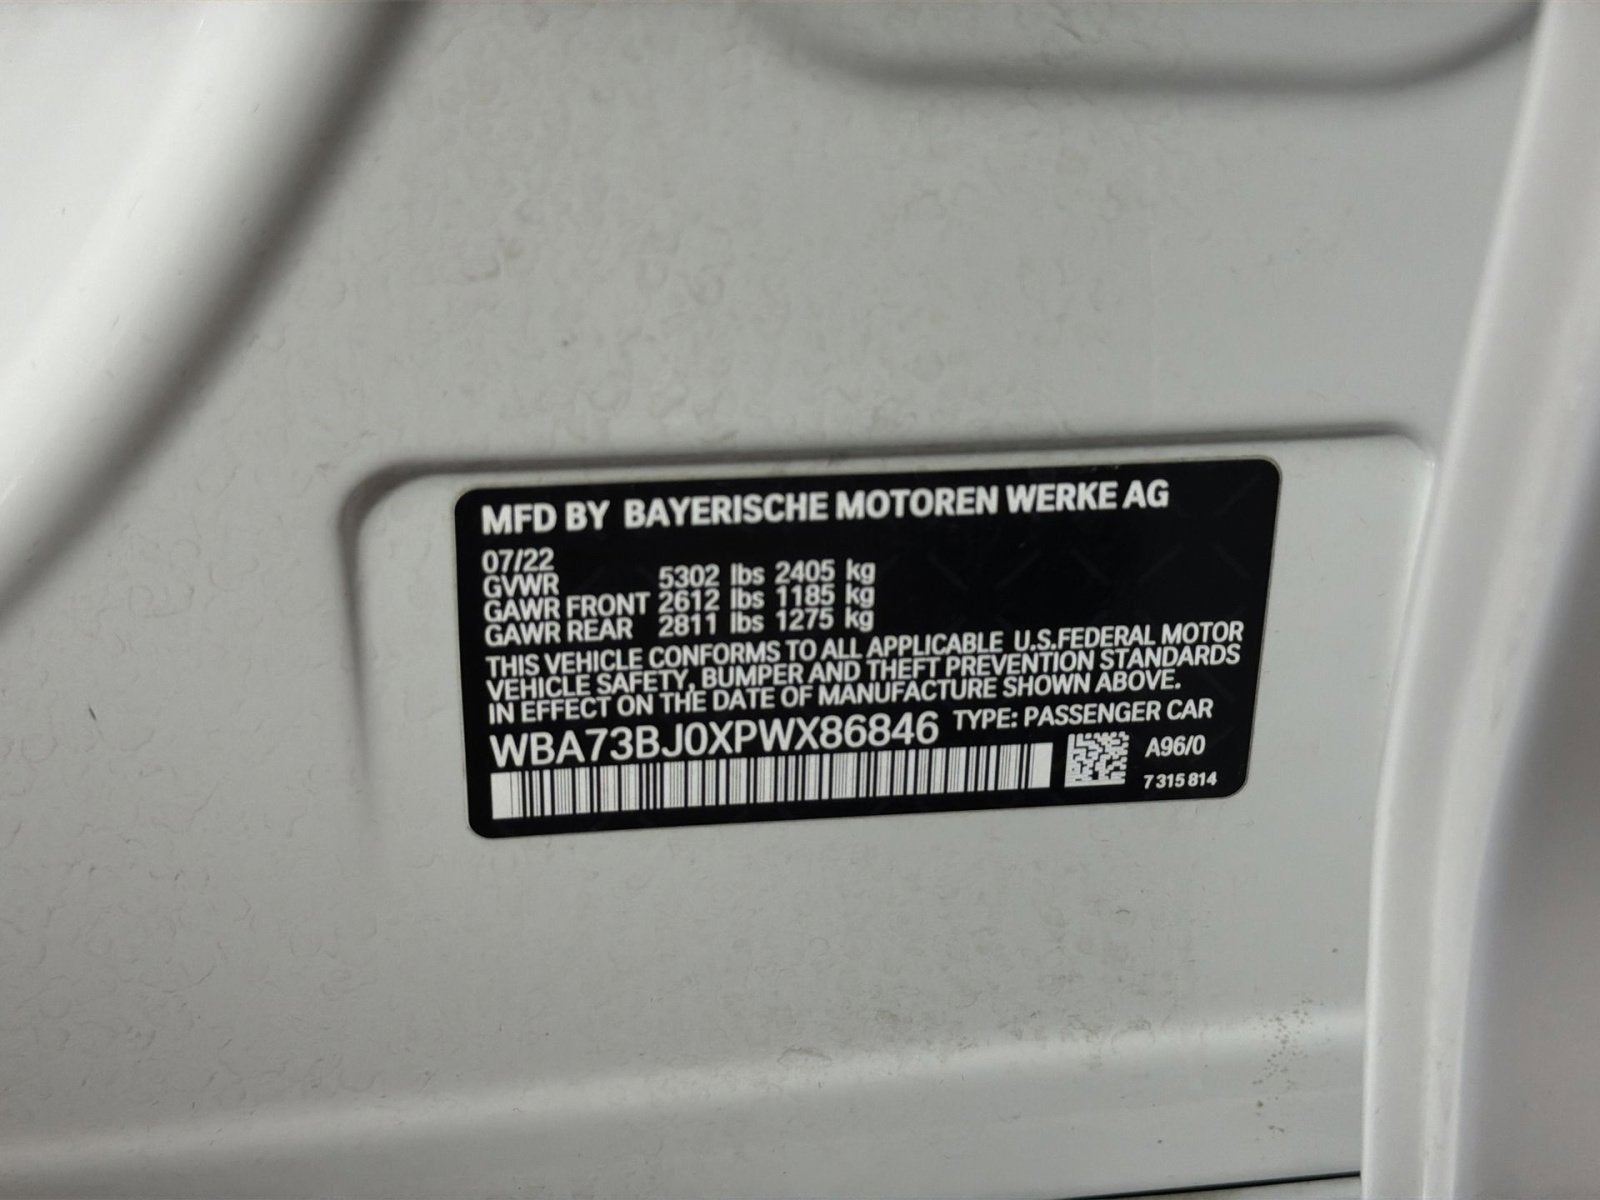 MFD BY BAYERISCHE MOTOREN WERKE AG
07/22
GVWR 5302 lbs 2405 kg
GAWR FRONT 2612 lbs 1185 kg
GAWR REAR 2811 lbs 1275 kg
THIS VEHICLE CONFORMS TO ALL APPLICABLE U.S.FEDERAL MOTOR
VEHICLE SAFETY, BUMPER AND THEFT PREVENTION STANDARDS
IN EFFECT ON THE DATE OF MANUFACTURE SHOWN ABOVE.
WBA73BJ0XPWX86846 TYPE: PASSENGER CAR
A96/0
7 315 814